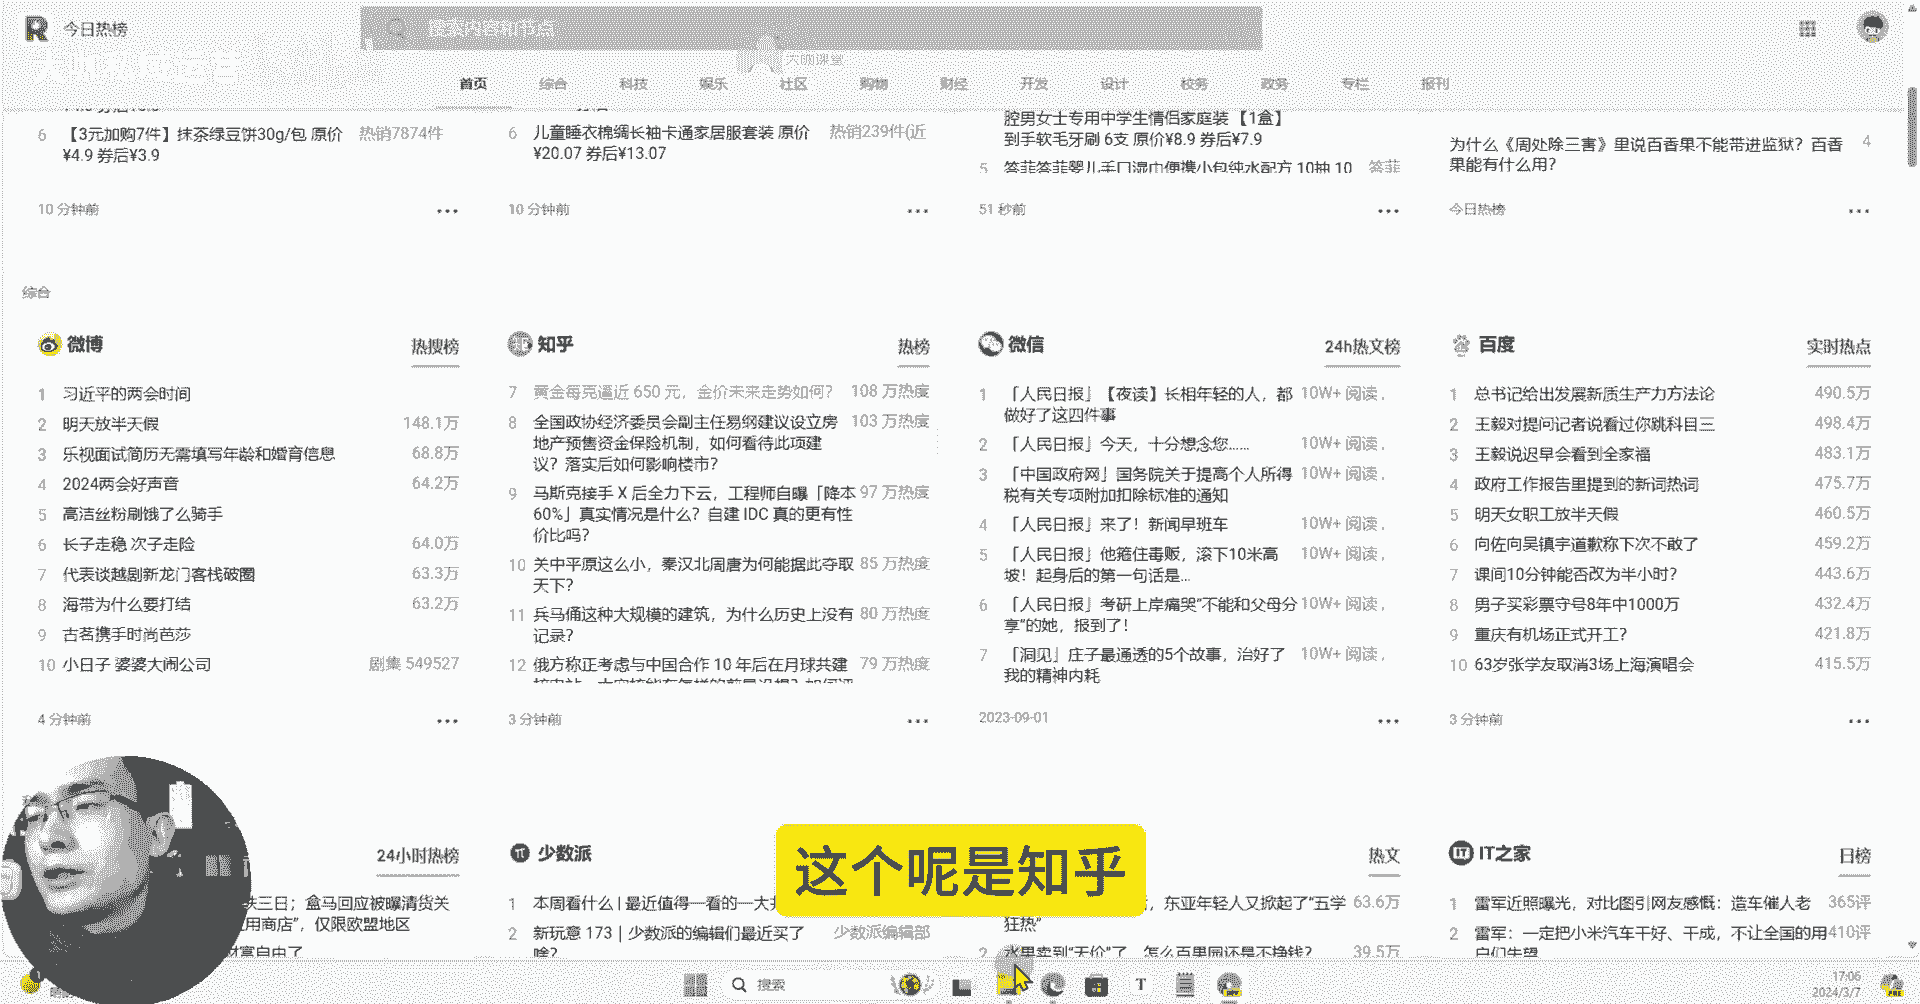 今日热榜
搜索内容和节点
天咖课堂
首页 综合 科技 娱乐 社区 购物 财经 开发 设计 校务 政务 专栏 报刊
6 【3元加购7件】抹茶绿豆饼30g/包 原价 热销7874件
¥4.9 券后¥3.9
10 分钟前
6 儿童睡衣棉绸长袖卡通家居服套装 原价 热销239件(近
¥20.07 券后¥13.07
10 分钟前
腔男女士专用中学生情侣家庭装 【1盒】
到手软毛牙刷 6支 原价¥8.9 券后¥7.9
5 答菲答菲婴儿手口湿巾便携小包纯水配方 10抽 10 答菲
51 秒前
为什么《周处除三害》里说百香果不能带进监狱？百香 4
果能有什么用？
今日热榜
综合
微博 热搜榜
1 习近平的两会时间
2 明天放半天假 148.1万
3 乐视面试简历无需填写年龄和婚育信息 68.8万
4 2024两会好声音 64.2万
5 高洁丝粉刷饿了么骑手
6 长子走稳 次子走险 64.0万
7 代表谈越剧新龙门客栈破圈 63.3万
8 海带为什么要打结 63.2万
9 古茗携手时尚芭莎
10 小日子 婆婆大闹公司 剧集 549527
4 分钟前
知乎 热榜
7 黄金每克逼近 650 元，金价未来走势如何？ 108 万热度
8 全国政协经济委员会副主任易纲建议设立房 103 万热度
地产预售资金保险机制，如何看待此项建
议？落实后如何影响楼市？
9 马斯克接手 X 后全力下云，工程师自曝「降本 97 万热度
60%」真实情况是什么？自建 IDC 真的更有性
价比吗？
10 关中平原这么小，秦汉北周唐为何能据此夺取 85 万热度
天下？
11 兵马俑这种大规模的建筑，为什么历史上没有 80 万热度
记录？
12 俄方称正考虑与中国合作 10 年后在月球共建 79 万热度
3 分钟前
微信 24h热文榜
1 「人民日报」【夜读】长相年轻的人，都 10W+ 阅读 .
做好了这四件事
2 「人民日报」今天，十分想念您…… 10W+ 阅读 .
3 「中国政府网」国务院关于提高个人所得 10W+ 阅读 .
税有关专项附加扣除标准的通知
4 「人民日报」来了！新闻早班车 10W+ 阅读 .
5 「人民日报」他箍住毒贩，滚下10米高 10W+ 阅读 .
坡！起身后的第一句话是...
6 「人民日报」考研上岸痛哭“不能和父母分 10W+ 阅读 .
享”的她，报到了！
7 「洞见」庄子最通透的5个故事，治好了 10W+ 阅读 .
我的精神内耗
2023-09-01
百度 实时热点
1 总书记给出发展新质生产力方法论 490.5万
2 王毅对提问记者说看过你跳科目三 498.4万
3 王毅说迟早会看到全家福 483.1万
4 政府工作报告里提到的新词热词 475.7万
5 明天女职工放半天假 460.5万
6 向佐向吴镇宇道歉称下次不敢了 459.2万
7 课间10分钟能否改为半小时？ 443.6万
8 男子买彩票守号8年中1000万 432.4万
9 重庆有机场正式开工？ 421.8万
10 63岁张学友取消3场上海演唱会 415.5万
3 分钟前
24小时热榜
三日；盒马回应被曝清货关
用商店”，仅限欧盟地区
财富自由了
少数派
1 本周看什么 | 最近值得一看的一大
2 新玩意 173 | 少数派的编辑们最近买了 少数派编辑部
啥？
这个呢是知乎
热文
，东亚年轻人又掀起了“五学 63.6万
狂热”
2 水果卖到“天价”了，怎么百果园还是不挣钱？ 39.5万
IT之家 日榜
1 雷军近照曝光，对比图引网友感慨：造车催人老 365评
2 雷军：一定把小米汽车干好、干成，不让全国的用 410评
户们失望
搜索
17:06
2024/3/7